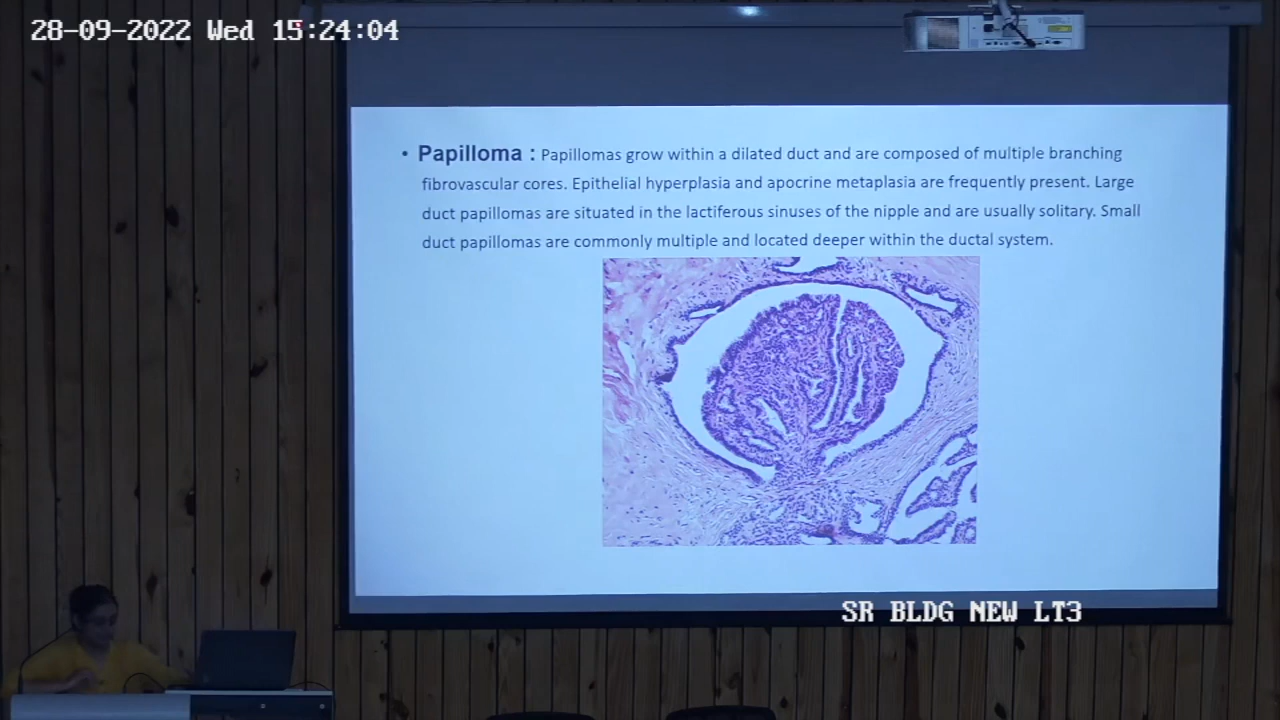 28-09-2022 Wed 15:24:04
• Papilloma : Papillomas grow within a dilated duct and are composed of multiple branching
fibrovascular cores. Epithelial hyperplasia and apocrine metaplasia are frequently present. Large
duct papillomas are situated in the lactiferous sinuses of the nipple and are usually solitary. Small
duct papillomas are commonly multiple and located deeper within the ductal system.
SR BLDG NEW LT3